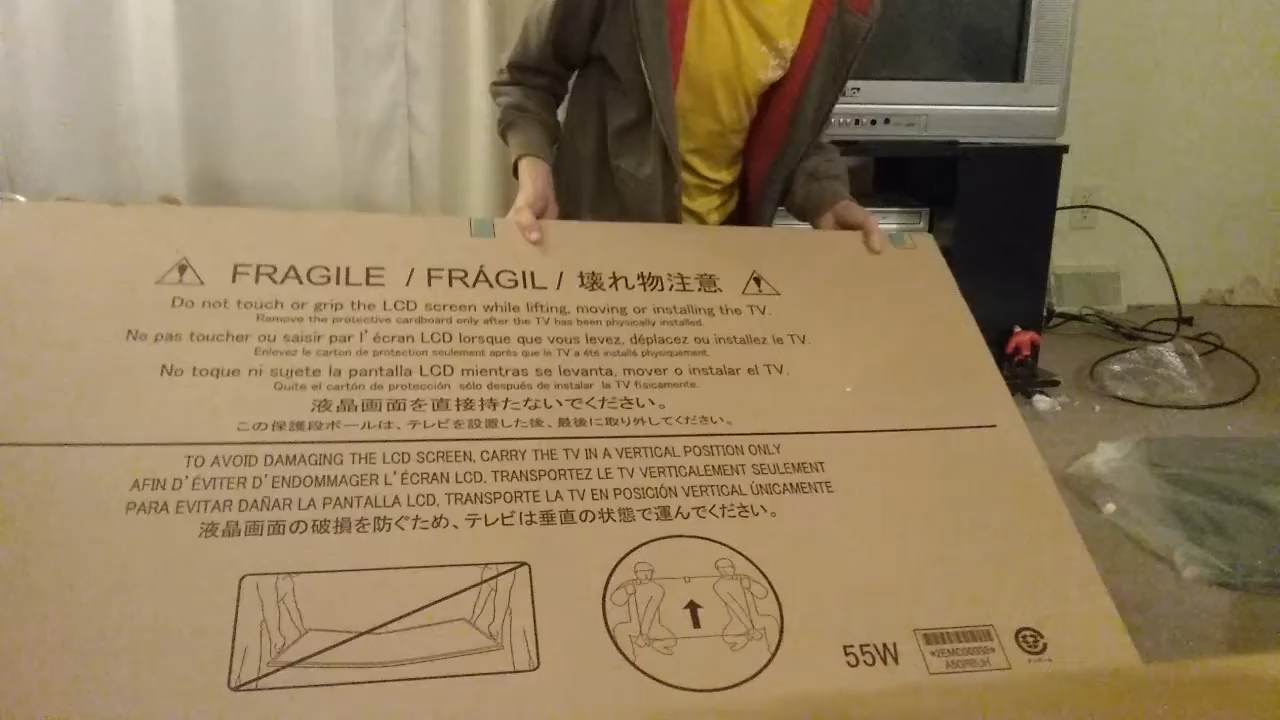 FRAGILE / FRÁGIL / 壊れ物注意
Do not touch or grip the LCD screen while lifting, moving or installing the TV.
Remove the protective cardboard only after the TV has been physically installed.
Ne pas toucher ou saisir par l'écran LCD lorsque que vous levez, déplacez ou installez le TV.
Enlevez le carton de protection seulement après que le TV a été installé physiquement.
No toque ni sujete la pantalla LCD mientras se levanta, mover o instalar el TV.
Quite el cartón de protección sólo después de instalar la TV físicamente.
液晶画面を直接持たないでください。
この保護段ボールは、テレビを設置した後、最後に取り外してください。
TO AVOID DAMAGING THE LCD SCREEN, CARRY THE TV IN A VERTICAL POSITION ONLY
AFIN D'ÉVITER D'ENDOMMAGER L'ÉCRAN LCD, TRANSPORTEZ LE TV VERTICALEMENT SEULEMENT
PARA EVITAR DAÑAR LA PANTALLA LCD, TRANSPORTE LA TV EN POSICIÓN VERTICAL ÚNICAMENTE
液晶画面の破損を防ぐため、テレビは垂直の状態で運んでください。
55W